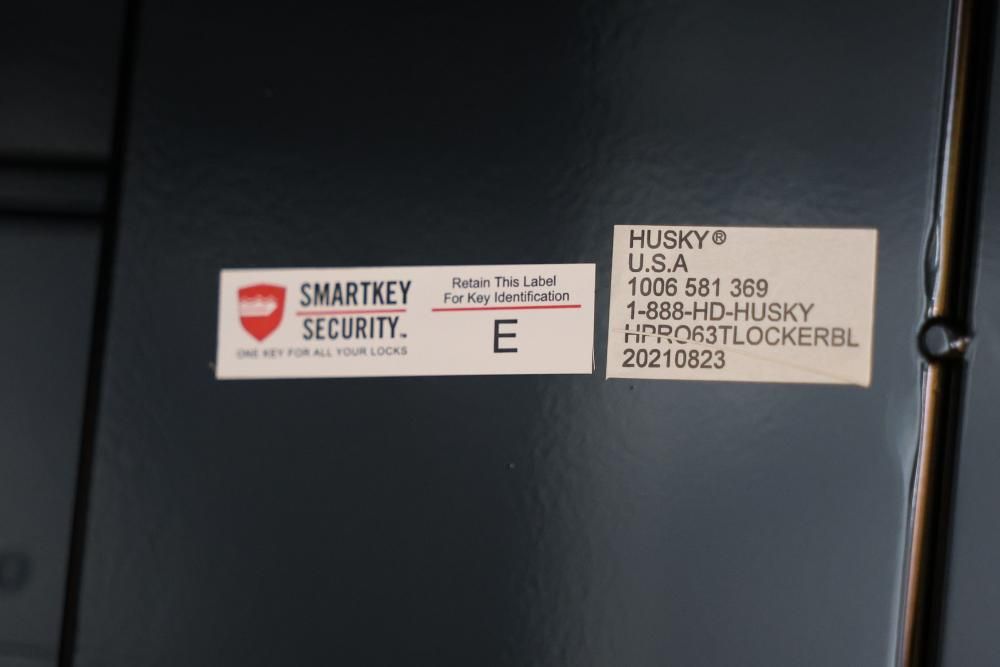 SMARTKEY
SECURITY™
ONE KEY FOR ALL YOUR LOCKS
Retain This Label
For Key Identification
E
HUSKY®
U.S.A
1006 581 369
1-888-HD-HUSKY
HPRO63TLOCKERBL
20210823